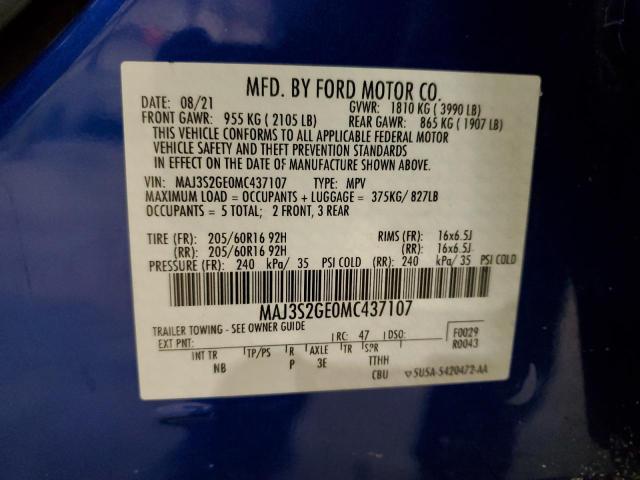 MFD. BY FORD MOTOR CO.
DATE: 08/21 GVWR: 1810 KG ( 3990 LB)
FRONT GAWR: 955 KG ( 2105 LB) REAR GAWR: 865 KG ( 1907 LB)
THIS VEHICLE CONFORMS TO ALL APPLICABLE FEDERAL MOTOR
VEHICLE SAFETY AND THEFT PREVENTION STANDARDS
IN EFFECT ON THE DATE OF MANUFACTURE SHOWN ABOVE.
VIN: MAJ3S2GE0MC437107 TYPE: MPV
MAXIMUM LOAD = OCCUPANTS + LUGGAGE = 375KG/ 827LB
OCCUPANTS = 5 TOTAL; 2 FRONT, 3 REAR
TIRE (FR): 205/60R16 92H RIMS (FR): 16x6.5J
(RR): 205/60R16 92H (RR): 16x6.5J
PRESSURE (FR): 240 kPa/ 35 PSI COLD (RR): 240 kPa/ 35 PSI COLD
MAJ3S2GE0MC437107
TRAILER TOWING - SEE OWNER GUIDE
EXT PNT: RC: 47 DSO: F0029
R0043
INT TR TP/PS R AXLE TR SPR
NB P 3E TTHH
CBU 5U5A-5420472-AA